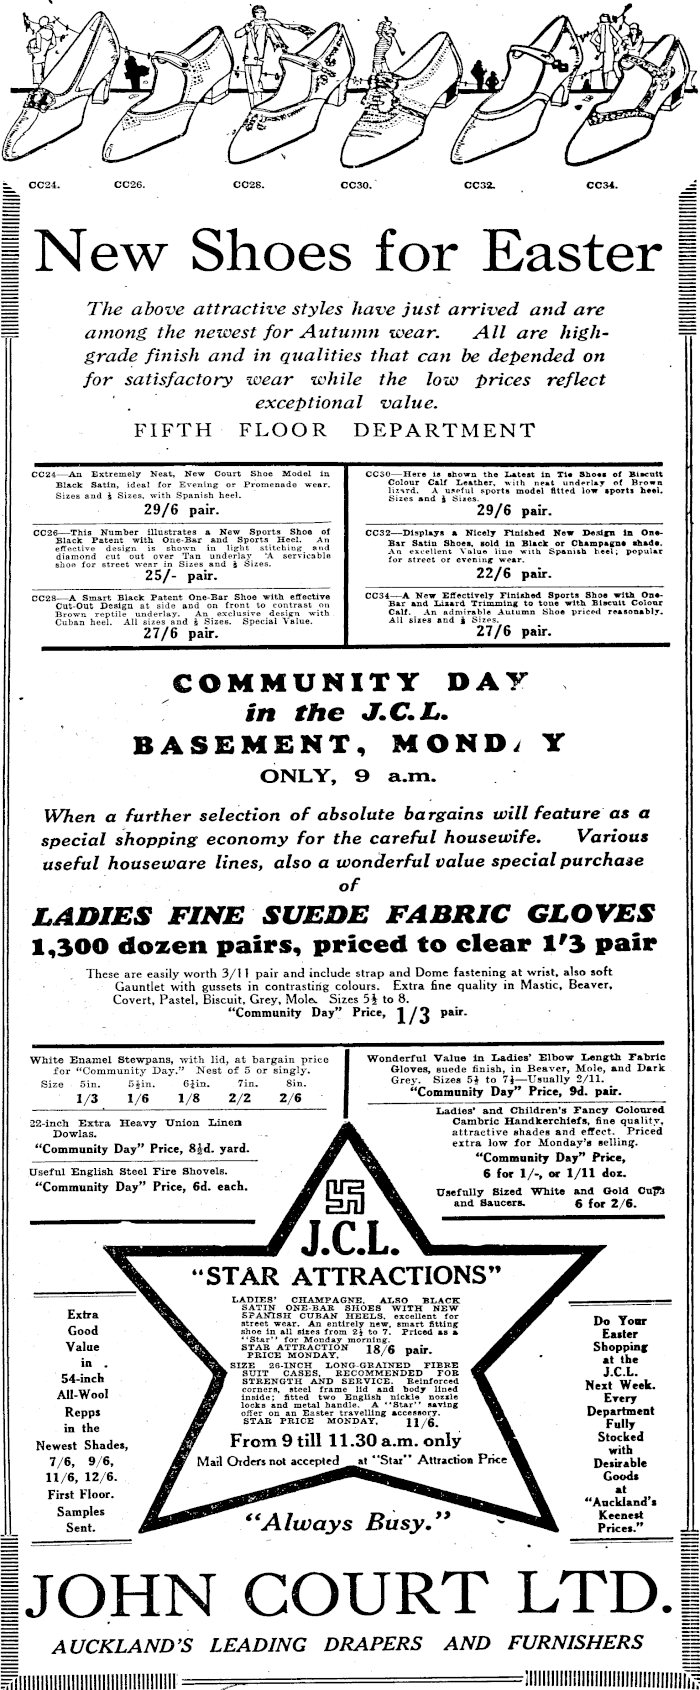 CC24. CC26. CC28. CC30. CC32. CC34.
New Shoes for Easter
The above attractive styles have just arrived and are
among the newest for Autumn wear. All are high-
grade finish and in qualities that can be depended on
for satisfactory wear while the low prices reflect
exceptional value.
FIFTH FLOOR DEPARTMENT
CC24—An Extremely Neat, New Court Shoe Model in
Black Satin, ideal for Evening or Promenade wear.
Sizes and ½ Sizes, with Spanish heel.
29/6 pair.
CC26—This Number illustrates a New Sports Shoe of
Black Patent with One-Bar and Sports Heel. An
effective design is shown in light stitching and
diamond cut out over Tan underlay 'A servicable
shoe for street wear in Sizes and ½ Sizes.
25/- pair.
CC28—A Smart Black Patent One-Bar Shoe with effective
Cut-Out Design at side and on front to contrast on
Brown reptile underlay. An exclusive design with
Cuban heel. All sizes and ½ Sizes. Special Value.
27/6 pair.
CC30—Here is shown the Latest in Tie Shoes of Biscuit
Colour Calf Leather, with neat underlay of Brown
lizard. A useful sports model fitted low sports heel.
Sizes and ½ Sizes.
29/6 pair.
CC32—Displays a Nicely Finished New Design in One-
Bar Satin Shoes, sold in Black or Champagne shade.
An excellent Value line with Spanish heel; popular
for street or evening wear.
22/6 pair.
CC34—A New Effectively Finished Sports Shoe with One-
Bar and Lizard Trimming to tone with Biscuit Colour
Calf. An admirable Autumn Shoe priced reasonably.
All sizes and ½ Sizes.
27/6 pair.
COMMUNITY DAY
in the J.C.L.
BASEMENT, MONDAY
ONLY, 9 a.m.
When a further selection of absolute bargains will feature as a
special shopping economy for the careful housewife. Various
useful houseware lines, also a wonderful value special purchase
of
LADIES FINE SUEDE FABRIC GLOVES
1,300 dozen pairs, priced to clear 1'3 pair
These are easily worth 3/11 pair and include strap and Dome fastening at wrist, also soft
Gauntlet with gussets in contrasting colours. Extra fine quality in Mastic, Beaver,
Covert, Pastel, Biscuit, Grey, Mole. Sizes 5½ to 8.
"Community Day" Price, 1/3 pair.
White Enamel Stewpans, with lid, at bargain price
for "Community Day." Nest of 5 or singly.
Size 5in. 5½in. 6¼in. 7in. 8in.
1/3 1/6 1/8 2/2 2/6
22-inch Extra Heavy Union Linen
Dowlas.
"Community Day" Price, 8½d. yard.
Useful English Steel Fire Shovels.
"Community Day" Price, 6d. each.
Wonderful Value in Ladies' Elbow Length Fabric
Gloves, suede finish, in Beaver, Mole, and Dark
Grey. Sizes 5½ to 7½—Usually 2/11.
"Community Day" Price, 9d. pair.
Ladies' and Children's Fancy Coloured
Cambric Handkerchiefs, fine quality,
attractive shades and effect. Priced
extra low for Monday's selling.
"Community Day" Price,
6 for 1/-, or 1/11 doz.
Usefully Sized White and Gold Cups
and Saucers. 6 for 2/6.
J.C.L.
"STAR ATTRACTIONS"
LADIES' CHAMPAGNE, ALSO BLACK
SATIN ONE-BAR SHOES WITH NEW
SPANISH CUBAN HEELS, excellent for
street wear. An entirely new, smart fitting
shoe in all sizes from 2½ to 7. Priced as a
"Star" for Monday morning.
STAR ATTRACTION
PRICE MONDAY, 18/6 pair.
SIZE 26-INCH LONG-GRAINED FIBRE
SUIT CASES, RECOMMENDED FOR
STRENGTH AND SERVICE. Reinforced
corners, steel frame lid and body lined
inside; fitted two English nickle nozzle
locks and metal handle. A "Star" saving
offer on an Easter travelling accessory.
STAR PRICE MONDAY, 11/6.
From 9 till 11.30 a.m. only
Mail Orders not accepted at "Star" Attraction Price
"Always Busy."
Extra
Good
Value
in
54-inch
All-Wool
Repps
in the
Newest Shades,
7/6, 9/6,
11/6, 12/6.
First Floor.
Samples
Sent.
Do Your
Easter
Shopping
at the
J.C.L.
Next Week.
Every
Department
Fully
Stocked
with
Desirable
Goods
at
"Auckland's
Keenest
Prices."
JOHN COURT LTD.
AUCKLAND'S LEADING DRAPERS AND FURNISHERS